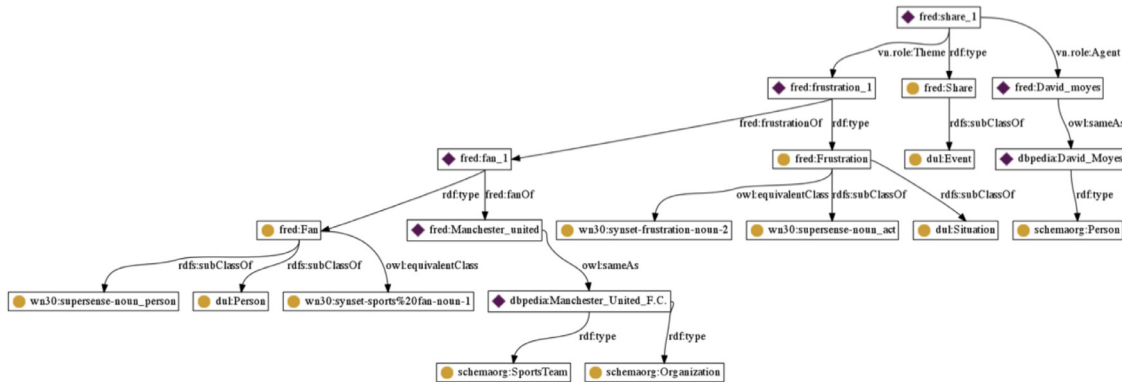 fred:share_1
vn.role:Theme
rdf:type
vn.role:Agent
fred:frustration_1
fred:Share
fred:David_moyes
fred:frustrationOf
rdf:type
rdfs:subClassOf
owl:sameAs
fred:fan_1
fred:Frustration
dul:Event
dbpedia:David_Moyes
rdf:type
fred:fanOf
owl:equivalentClass
rdfs:subClassOf
rdfs:subClassOf
rdf:type
fred:Fan
fred:Manchester_united
wn30:synset-frustration-noun-2
wn30:supersense-noun_act
dul:Situation
schemaorg:Person
rdfs:subClassOf
rdfs:subClassOf
owl:equivalentClass
owl:sameAs
wn30:supersense-noun_person
dul:Person
wn30:synset-sports%20fan-noun-1
dbpedia:Manchester_United_F.C.
rdf:type
rdf:type
schemaorg:SportsTeam
schemaorg:Organization